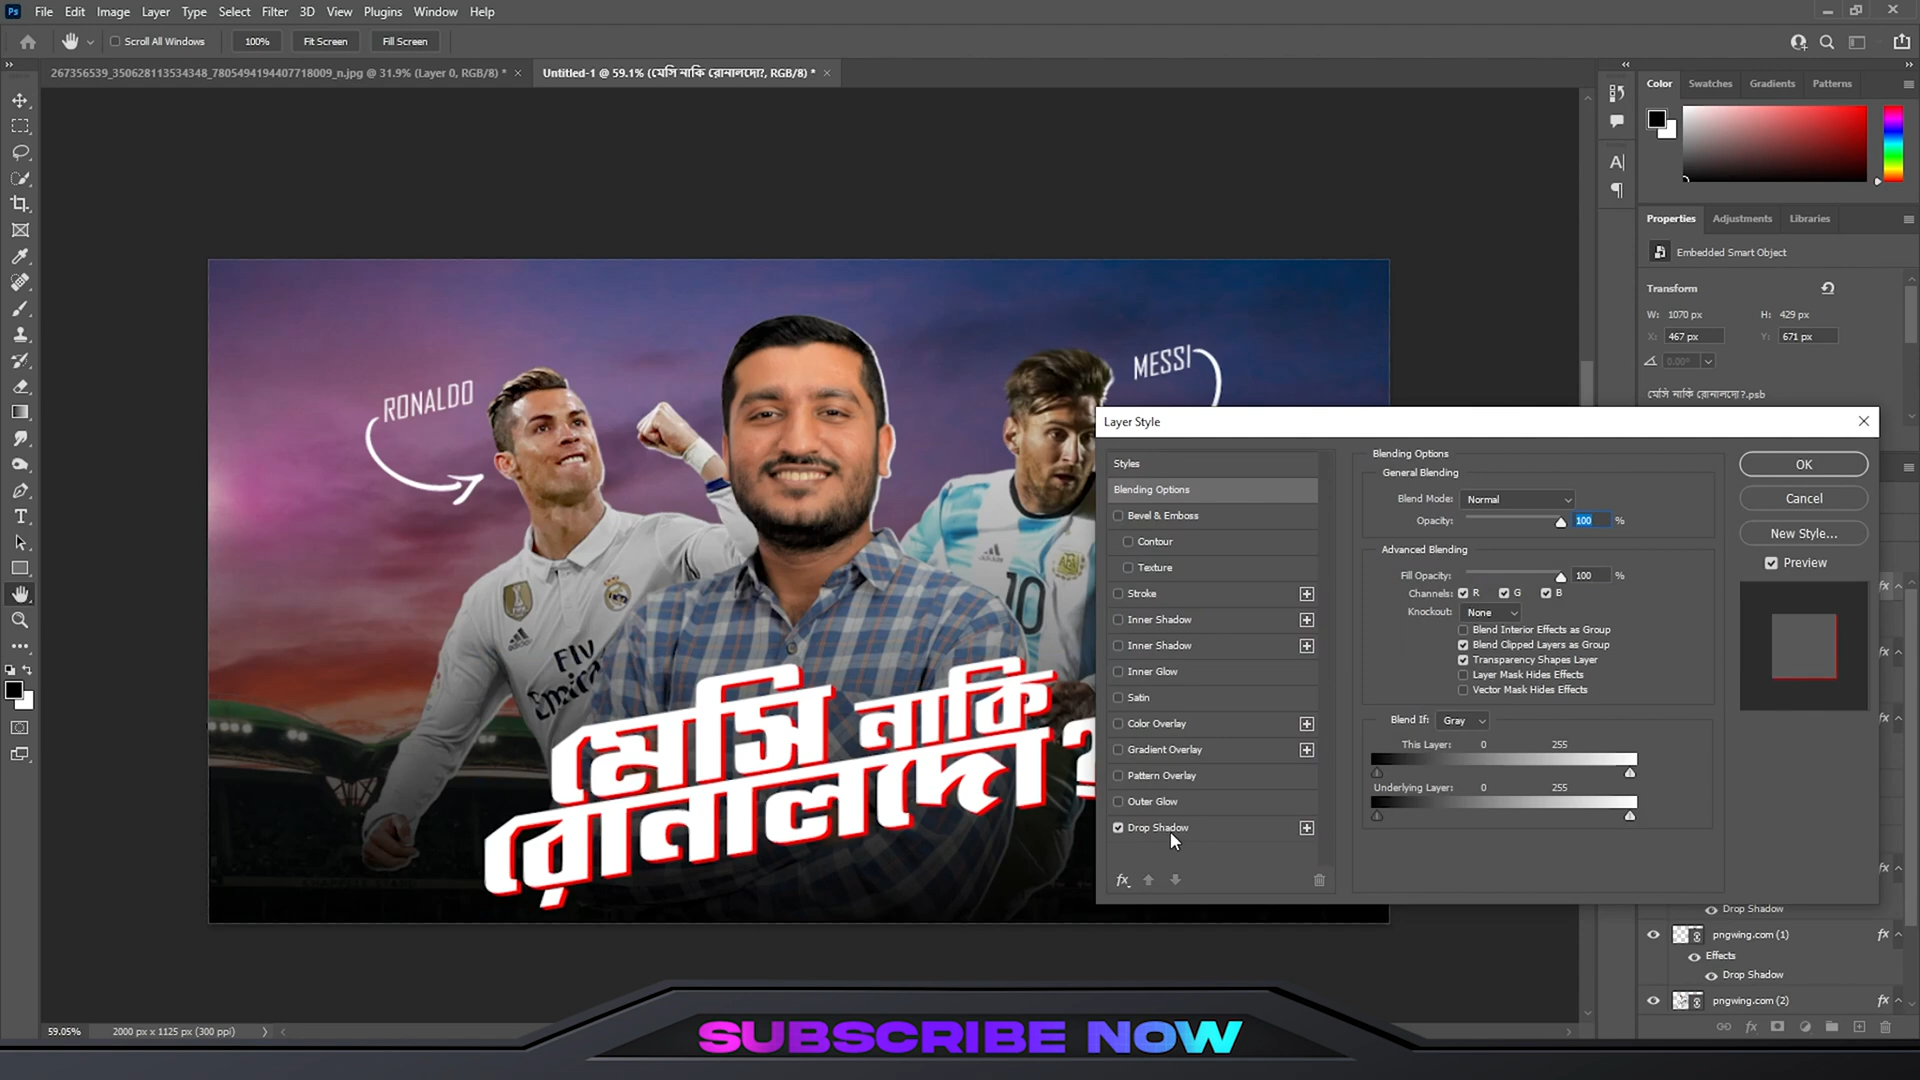 File Edit Image Layer Type Select Filter 3D View Plugins Window Help
Scroll All Windows 100% Fit Screen Fill Screen
267356539_350628113534348_7805494194407718009_n.jpg @ 31.9% (Layer 0, RGB/8) *
Untitled-1 @ 59.1% (মেসি নাকি রোনালদো?, RGB/8) *
Color Swatches Gradients Patterns
Properties Adjustments Libraries
Embedded Smart Object
Transform
W: 1070 px H: 429 px
X: 467 px Y: 671 px
0.00°
মেসি নাকি রোনালদো?.psb
RONALDO
MESSI
Fly
Emirates
adidas
10
মেসি নাকি
রোনালদো ?
Layer Style
Styles
Blending Options
Bevel & Emboss
Contour
Texture
Stroke
Inner Shadow
Inner Shadow
Inner Glow
Satin
Color Overlay
Gradient Overlay
Pattern Overlay
Outer Glow
Drop Shadow
fx
Blending Options
General Blending
Blend Mode: Normal
Opacity: 100 %
Advanced Blending
Fill Opacity: 100 %
Channels: R G B
Knockout: None
Blend Interior Effects as Group
Blend Clipped Layers as Group
Transparency Shapes Layer
Layer Mask Hides Effects
Vector Mask Hides Effects
Blend If: Gray
This Layer: 0 255
Underlying Layer: 0 255
OK
Cancel
New Style...
Preview
Drop Shadow
pngwing.com (1) fx
Effects
Drop Shadow
pngwing.com (2) fx
59.05% 2000 px x 1125 px (300 ppi)
SUBSCRIBE NOW